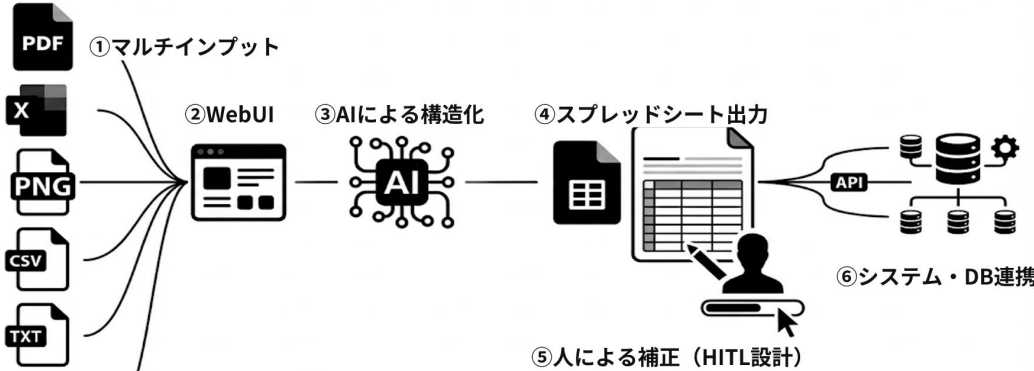 PDF
①マルチインプット
X
②WebUI
③AIによる構造化
④スプレッドシート出力
PNG
AI
API
CSV
⑥システム・DB連携
TXT
⑤人による補正（HITL設計）